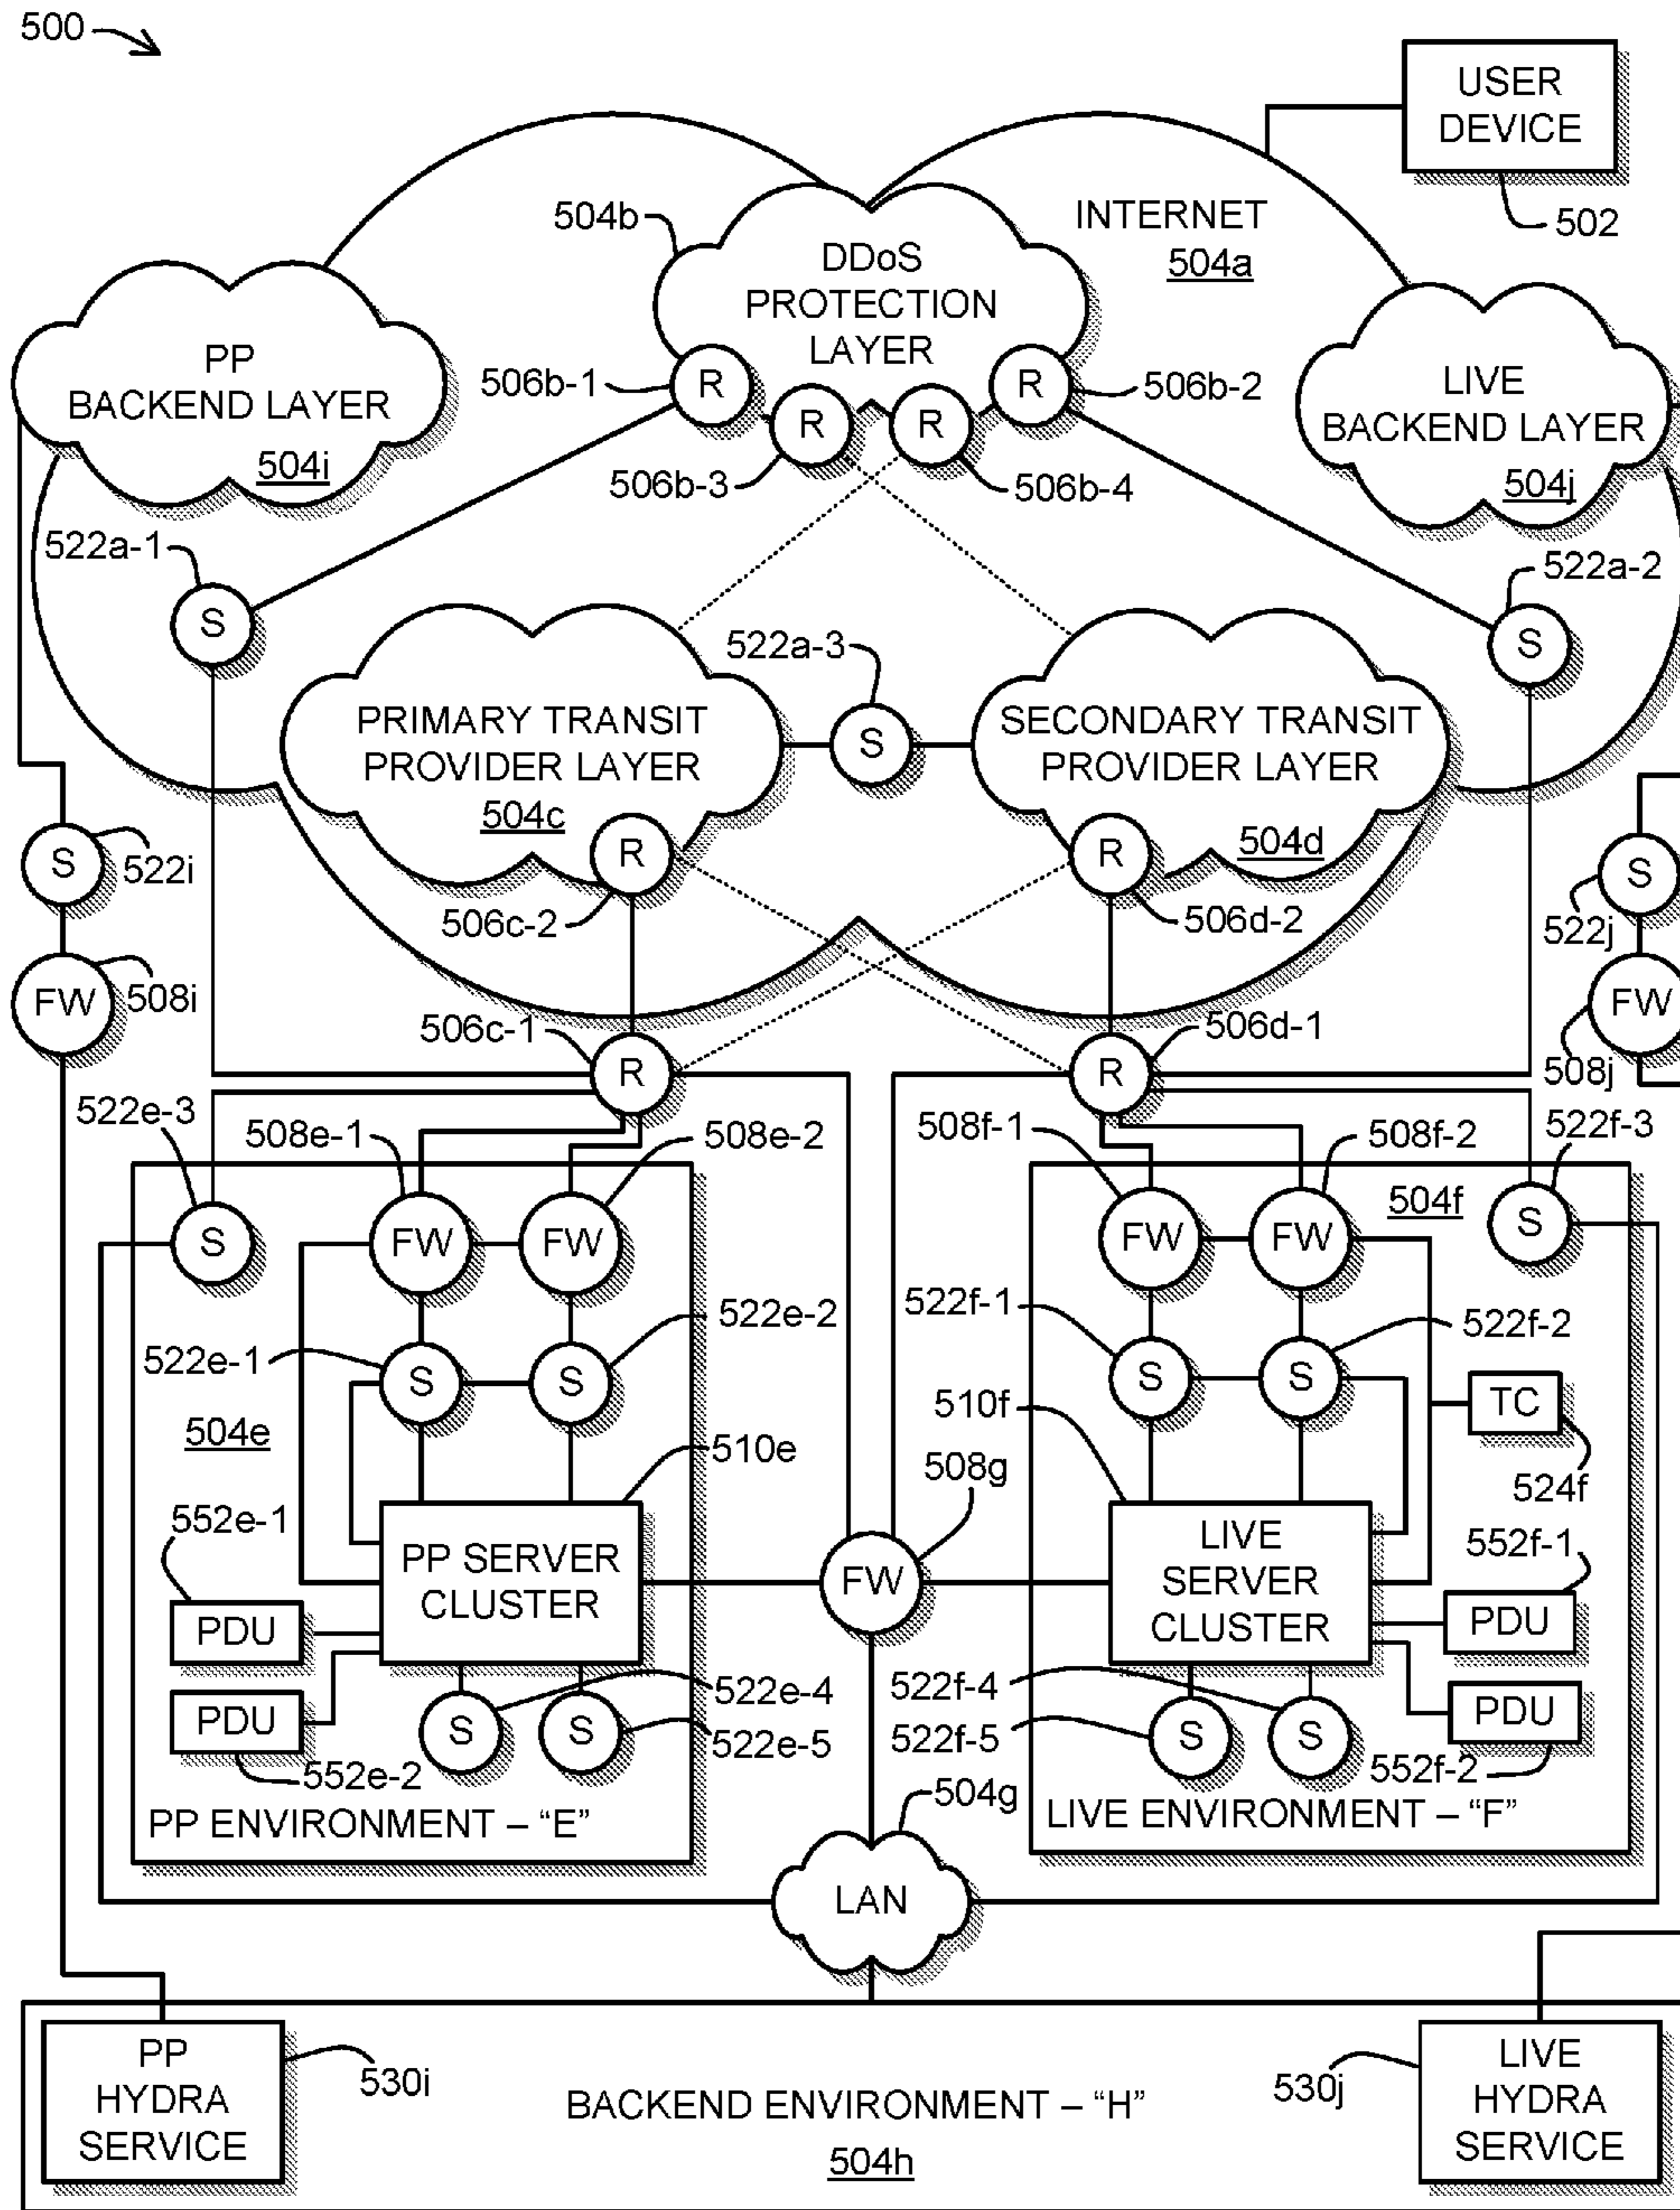 500
USER
DEVICE
502
INTERNET
504a
504b
DDoS
PROTECTION
LAYER
PP
BACKEND LAYER
504i
LIVE
BACKEND LAYER
504j
506b-1
R
R
506b-2
R
R
506b-3
506b-4
522a-1
S
522a-2
S
522a-3
S
PRIMARY TRANSIT
PROVIDER LAYER
504c
R
SECONDARY TRANSIT
PROVIDER LAYER
504d
R
S
522i
506c-2
506d-2
S
522j
FW
508i
FW
508j
506c-1
R
506d-1
R
522e-3
508e-1
508e-2
508f-1
508f-2
522f-3
S
FW
FW
FW
FW
504f
S
522e-1
S
S
522e-2
522f-1
S
S
522f-2
504e
510e
510f
508g
TC
524f
552e-1
PDU
PP SERVER
CLUSTER
FW
LIVE
SERVER
CLUSTER
552f-1
PDU
PDU
552e-2
S
S
522e-4
522e-5
522f-4
522f-5
S
S
PDU
552f-2
PP ENVIRONMENT – “E”
504g
LIVE ENVIRONMENT – “F”
LAN
PP
HYDRA
SERVICE
530i
BACKEND ENVIRONMENT – “H”
504h
530j
LIVE
HYDRA
SERVICE